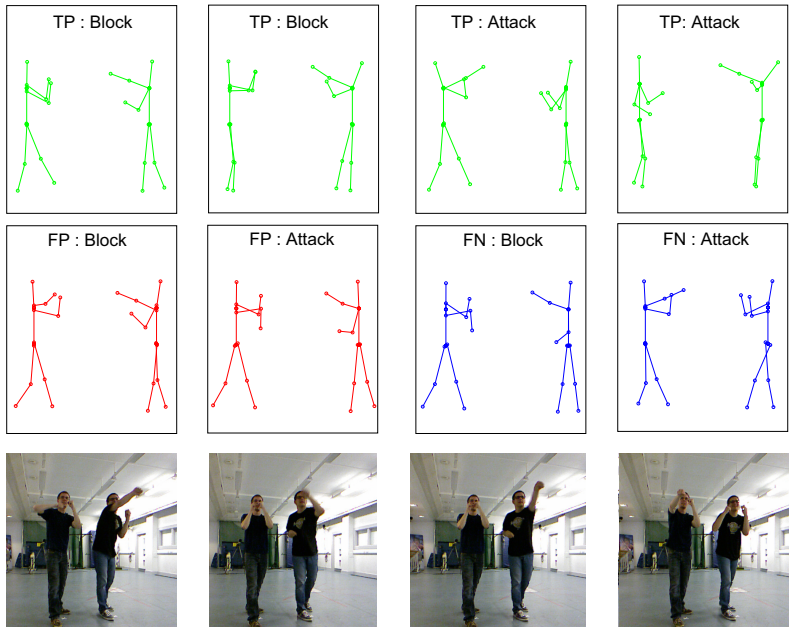 TP : Block
TP : Block
TP : Attack
TP: Attack
FP : Block
FP : Attack
FN : Block
FN : Attack